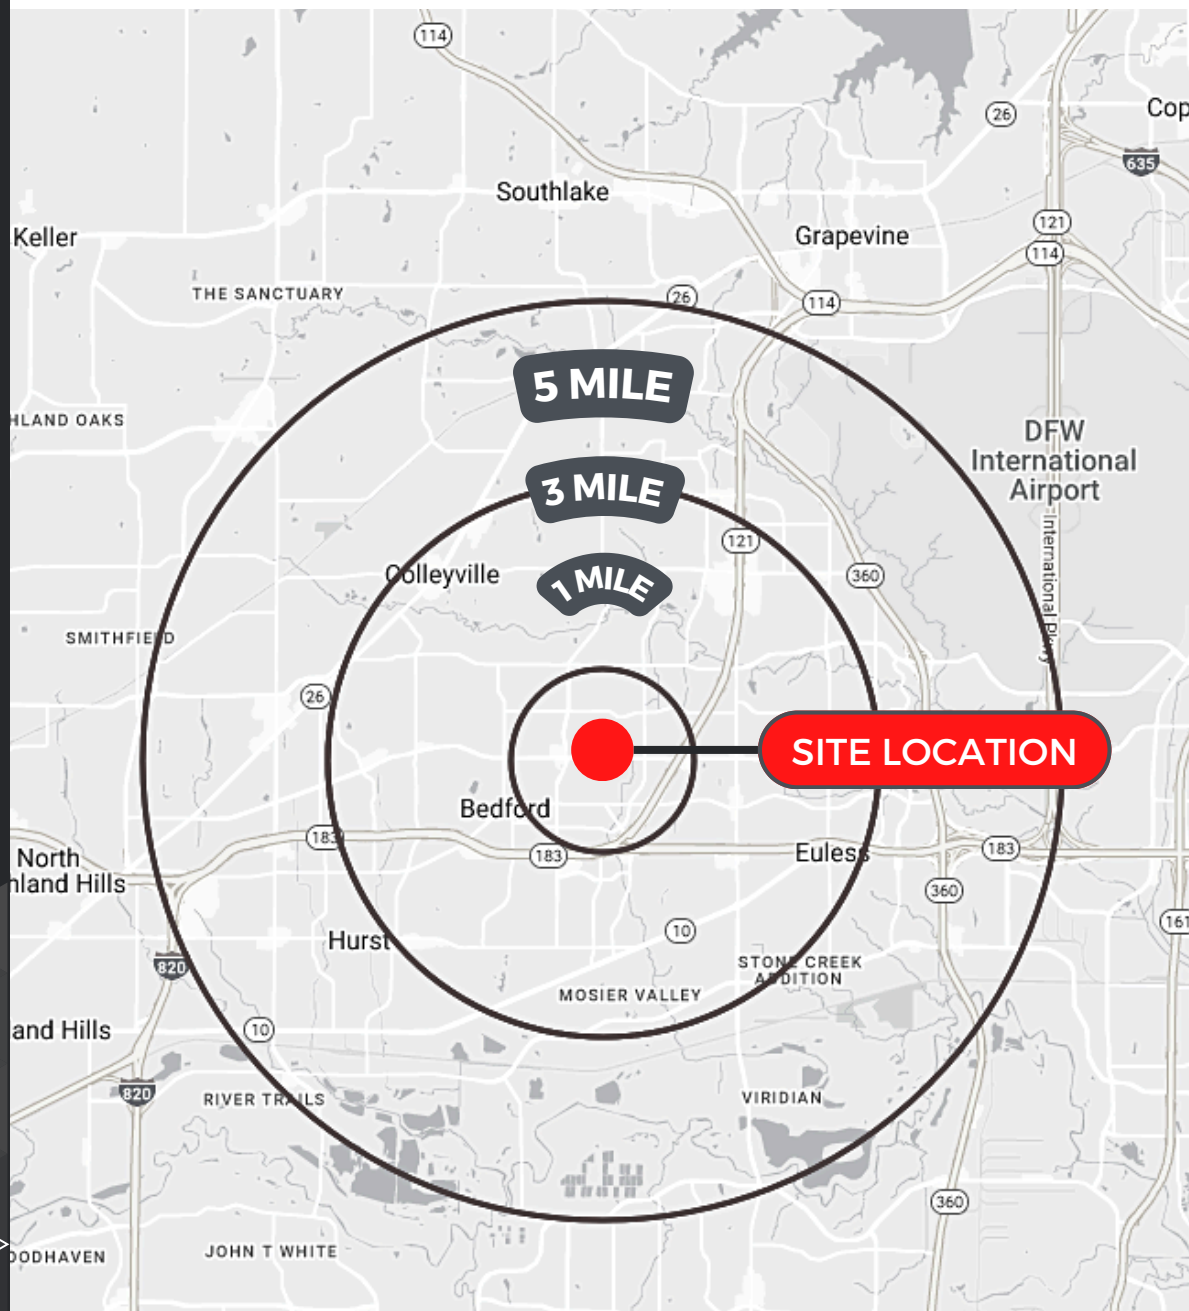 114
26
Cop
635
Southlake
121
Keller
Grapevine
114
THE SANCTUARY
26
114
5 MILE
HLAND OAKS
DFW
International
Airport
3 MILE
121
International Pkwy
Colleyville
1 MILE
360
SMITHFIELD
26
SITE LOCATION
Bedford
183
183
Euless
183
North
hland Hills
360
10
161
Hurst
820
STONE CREEK
ADDITION
MOSIER VALLEY
and Hills
10
820
RIVER TRAILS
VIRIDIAN
360
OODHAVEN
JOHN T WHITE